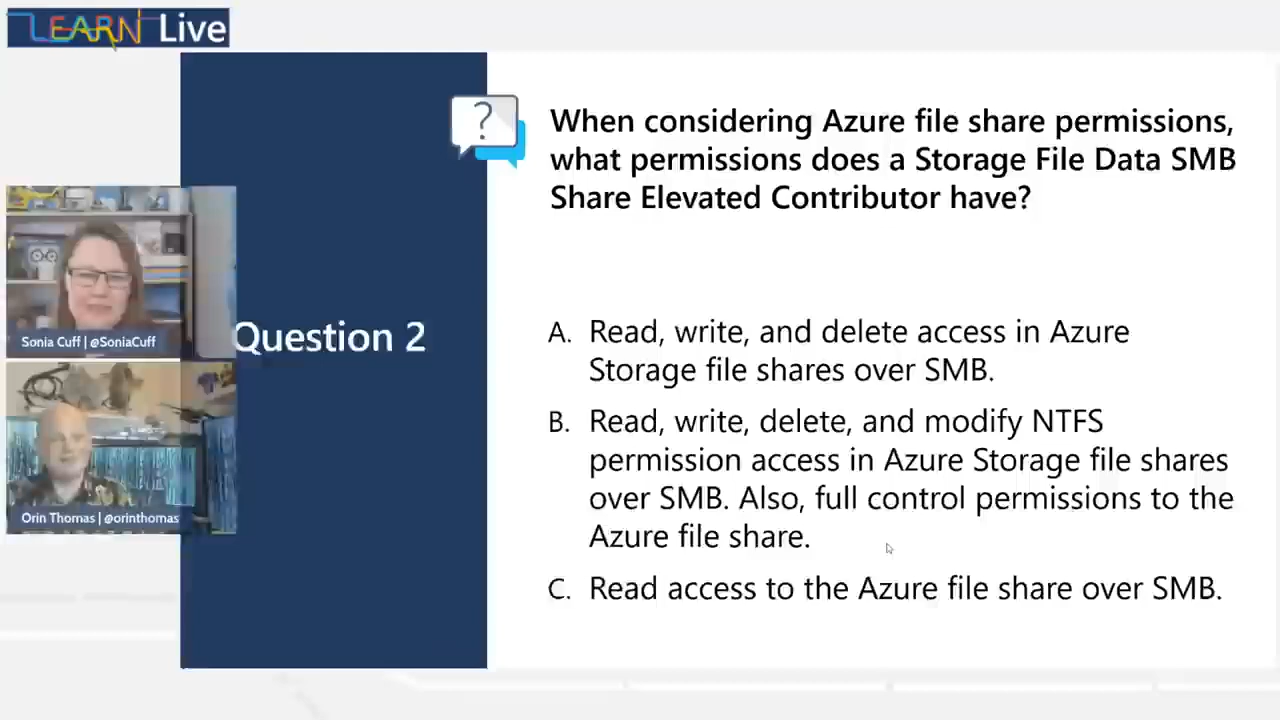 LEARN Live
When considering Azure file share permissions,
what permissions does a Storage File Data SMB
Share Elevated Contributor have?
Sonia Cuff | @SoniaCuff
Question 2
A. Read, write, and delete access in Azure
Storage file shares over SMB.
B. Read, write, delete, and modify NTFS
permission access in Azure Storage file shares
over SMB. Also, full control permissions to the
Azure file share.
Orin Thomas | @orinthomas
C. Read access to the Azure file share over SMB.